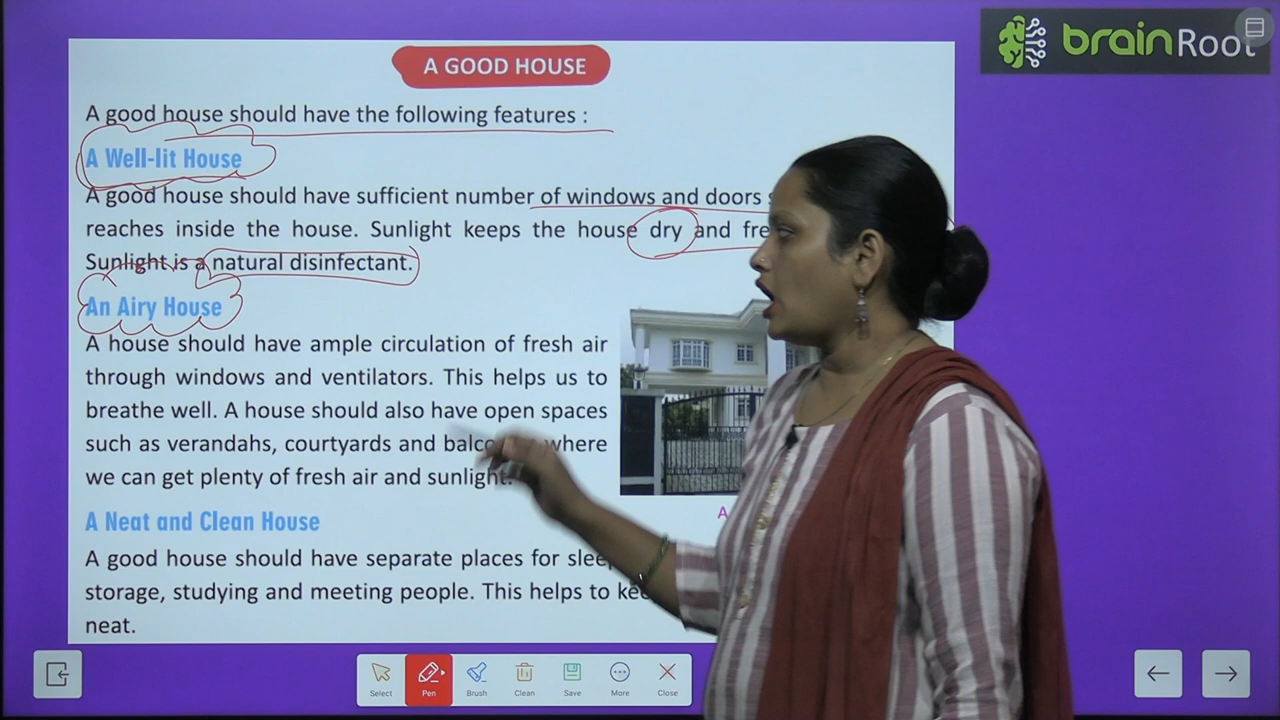 brainRoot
A GOOD HOUSE
A good house should have the following features :
A Well-lit House
A good house should have sufficient number of windows and doors
reaches inside the house. Sunlight keeps the house dry and
Sunlight is a natural disinfectant.
An Airy House
A house should have ample circulation of fresh air
through windows and ventilators. This helps us to
breathe well. A house should also have open spaces
such as verandahs, courtyards and where
we can get plenty of fresh air and sunlight.
A
A Neat and Clean House
A good house should have separate places for
storage, studying and meeting people. This helps to
neat.
Select
Pen
Brush
Clean
Save
More
Close